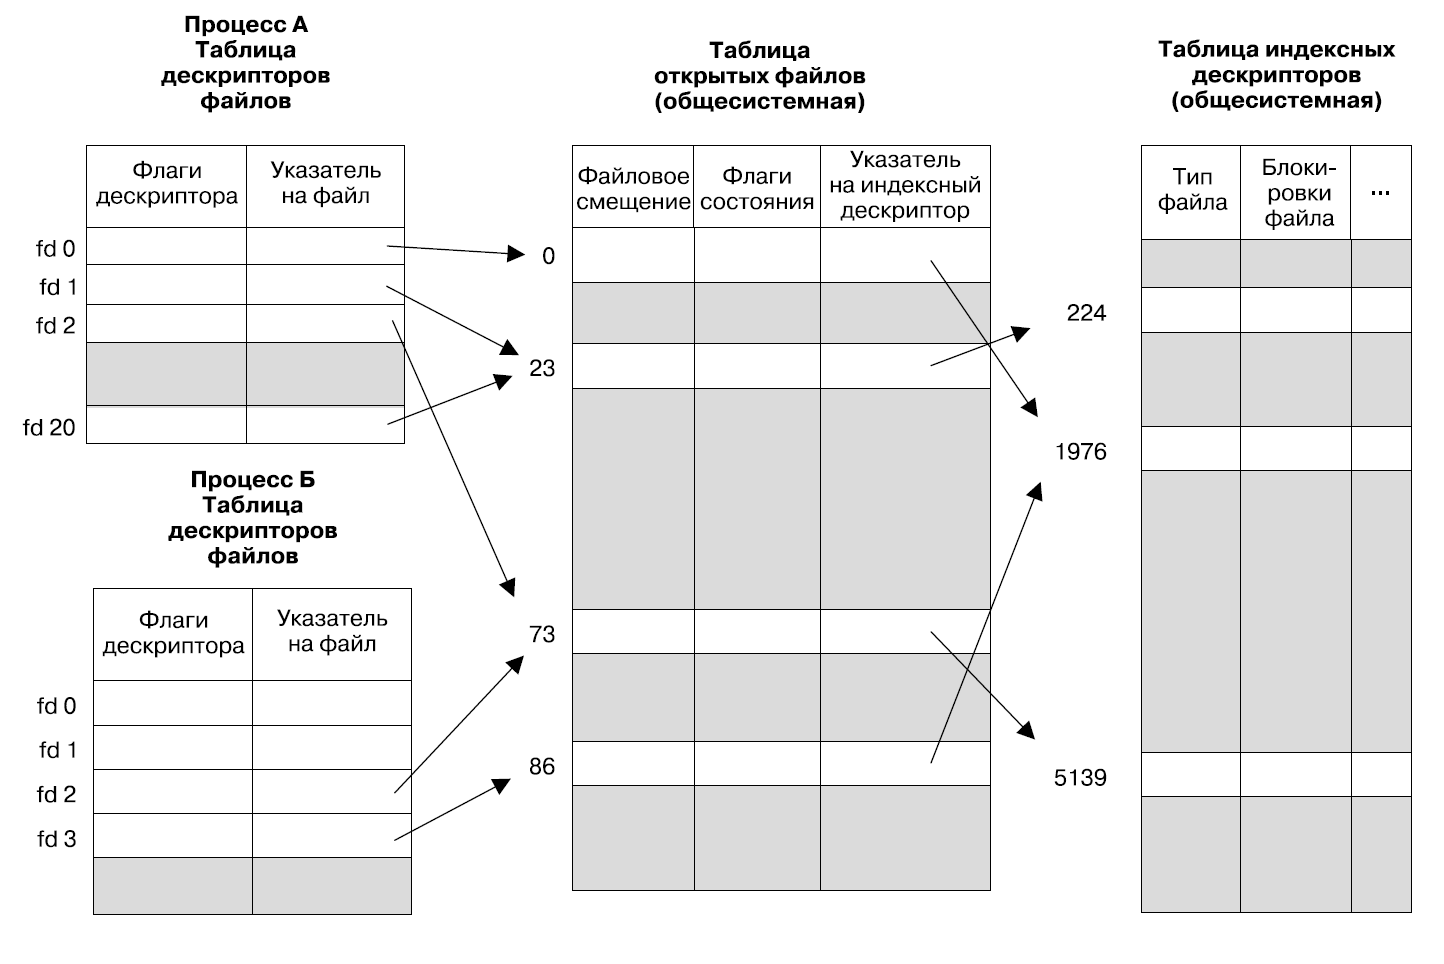 Процесс А
Таблица
дескрипторов
файлов
Флаги
дескриптора
Указатель
на файл
fd 0
fd 1
fd 2
fd 20
Процесс Б
Таблица
дескрипторов
файлов
Флаги
дескриптора
Указатель
на файл
fd 0
fd 1
fd 2
fd 3
Таблица
открытых файлов
(общесистемная)
Файловое
смещение
Флаги
состояния
Указатель
на индексный
дескриптор
0
23
73
86
Таблица индексных
дескрипторов
(общесистемная)
Тип
файла
Блоки-
ровки
файла
...
224
1976
5139